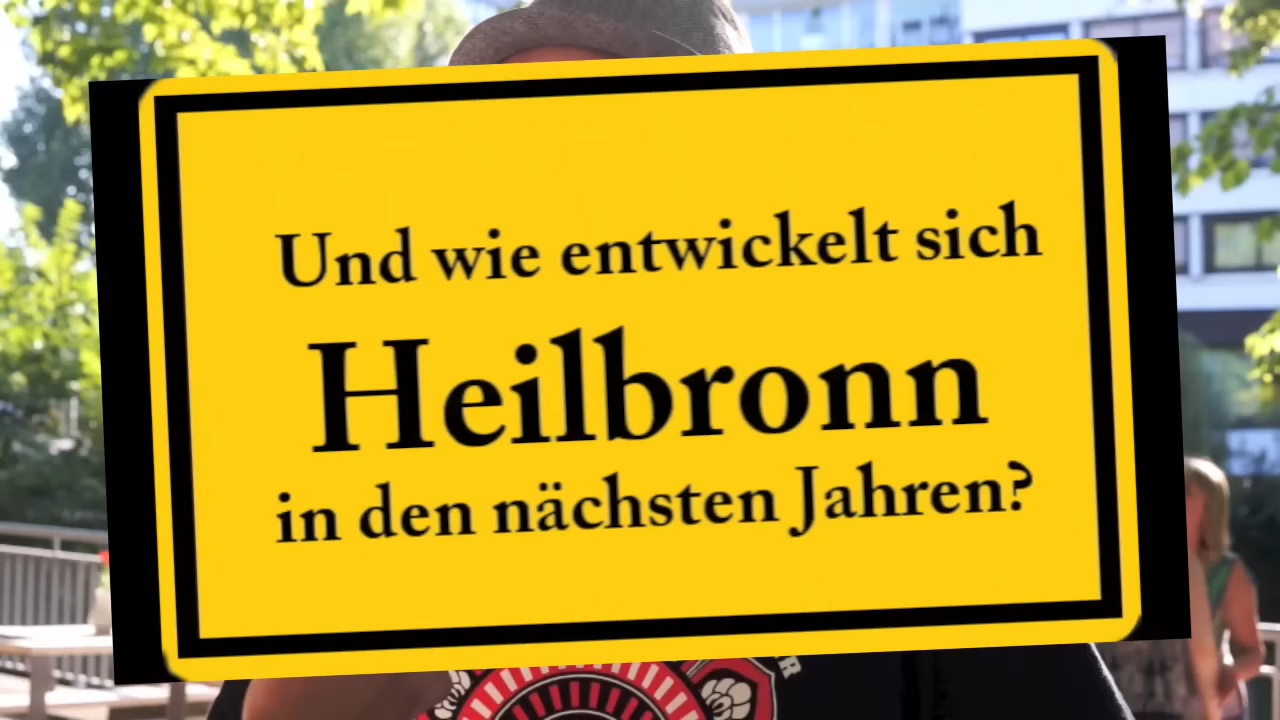 Und wie entwickelt sich
Heilbronn
in den nächsten Jahren?